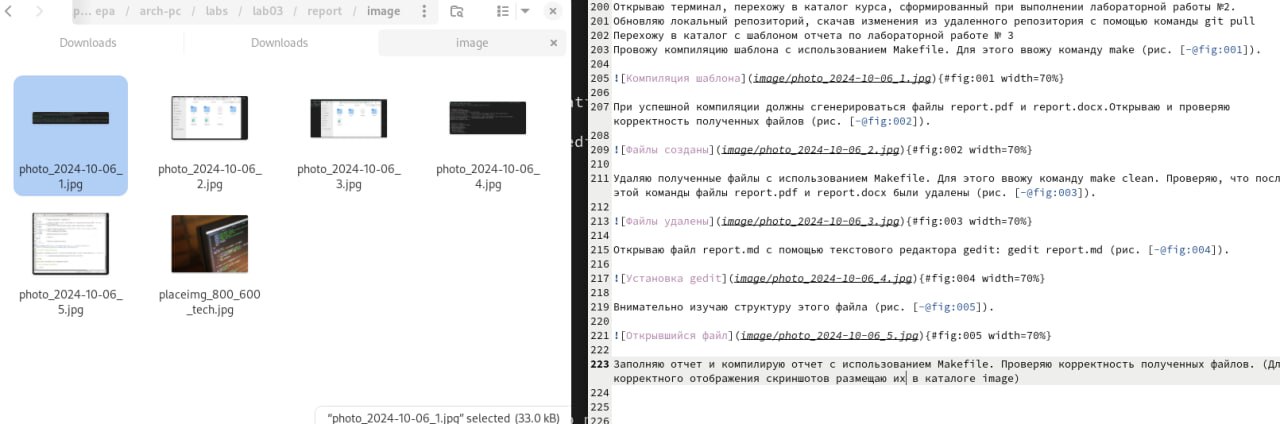 p… epa / arch-pc / labs / lab03 / report / image
Downloads
Downloads
image
photo_2024-10-06_
1.jpg
photo_2024-10-06_
2.jpg
photo_2024-10-06_
3.jpg
photo_2024-10-06_
4.jpg
photo_2024-10-06_
5.jpg
placeimg_800_600
_tech.jpg
"photo_2024-10-06_1.jpg" selected (33.0 kB)
200 Открываю терминал, перехожу в каталог курса, сформированный при выполнении лабораторной работы №2.
201 Обновляю локальный репозиторий, скачав изменения из удаленного репозитория с помощью команды git pull
202 Перехожу в каталог с шаблоном отчета по лабораторной работе № 3
203 Провожу компиляцию шаблона с использованием Makefile. Для этого ввожу команду make (рис. [-@fig:001]).
204
205 ![Компиляция шаблона](image/photo_2024-10-06_1.jpg){#fig:001 width=70%}
206
207 При успешной компиляции должны сгенерироваться файлы report.pdf и report.docx.Открываю и проверяю
корректность полученных файлов (рис. [-@fig:002]).
208
209 ![Файлы созданы](image/photo_2024-10-06_2.jpg){#fig:002 width=70%}
210
211 Удаляю полученные файлы с использованием Makefile. Для этого ввожу команду make clean. Проверяю, что посл
этой команды файлы report.pdf и report.docx были удалены (рис. [-@fig:003]).
212
213 ![Файлы удалены](image/photo_2024-10-06_3.jpg){#fig:003 width=70%}
214
215 Открываю файл report.md с помощью текстового редактора gedit: gedit report.md (рис. [-@fig:004]).
216
217 ![Установка gedit](image/photo_2024-10-06_4.jpg){#fig:004 width=70%}
218
219 Внимательно изучаю структуру этого файла (рис. [-@fig:005]).
220
221 ![Открывшийся файл](image/photo_2024-10-06_5.jpg){#fig:005 width=70%}
222
223 Заполняю отчет и компилирую отчет с использованием Makefile. Проверяю корректность полученных файлов. (Дл
корректного отображения скриншотов размещаю их в каталоге image)
224
225
226